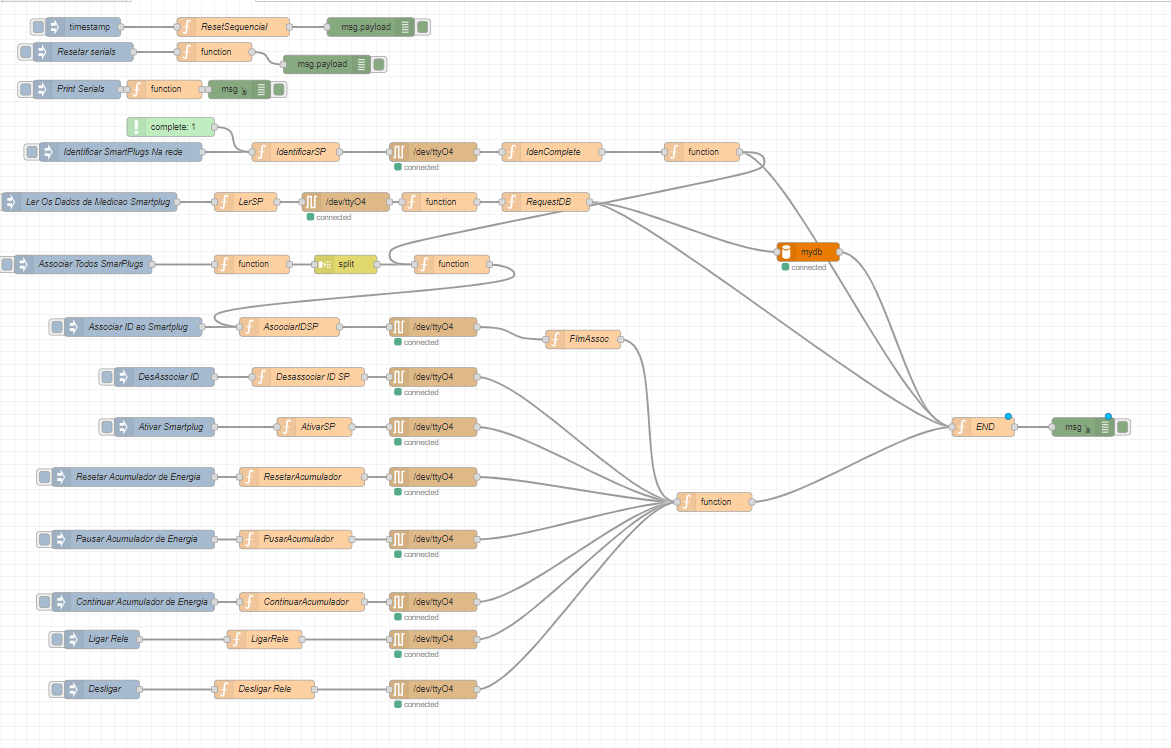 timestamp
ResetSequencial
msg.payload
Resetar serials
function
msg.payload
Print Serials
function
msg
complete: 1
Identificar SmartPlugs Na rede
IdentificarSP
/dev/ttyO4
connected
IdenComplete
function
Ler Os Dados de Medicao Smartplug
LerSP
/dev/ttyO4
connected
function
RequestDB
mydb
connected
Associar Todos SmarPlugs
function
split
function
Associar ID ao Smartplug
AsociarIDSP
/dev/ttyO4
connected
FImAssoc
DesAssociar ID
Desassociar ID SP
/dev/ttyO4
connected
Ativar Smartplug
AtivarSP
/dev/ttyO4
connected
END
msg
Resetar Acumulador de Energia
ResetarAcumulador
/dev/ttyO4
connected
function
Pausar Acumulador de Energia
PusarAcumulador
/dev/ttyO4
connected
Continuar Acumulador de Energia
ContinuarAcumulador
/dev/ttyO4
connected
Ligar Rele
LigarRele
/dev/ttyO4
connected
Desligar
Desligar Rele
/dev/ttyO4
connected